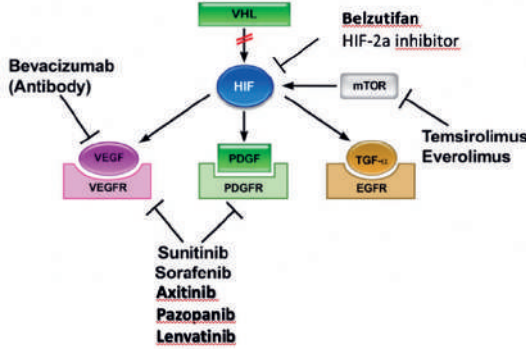 VHL
Belzutifan
HIF-2a inhibitor
Bevacizumab
(Antibody)
HIF
mTOR
Temsirolimus
Everolimus
VEGF
PDGF
TGF-α
VEGFR
PDGFR
EGFR
Sunitinib
Sorafenib
Axitinib
Pazopanib
Lenvatinib